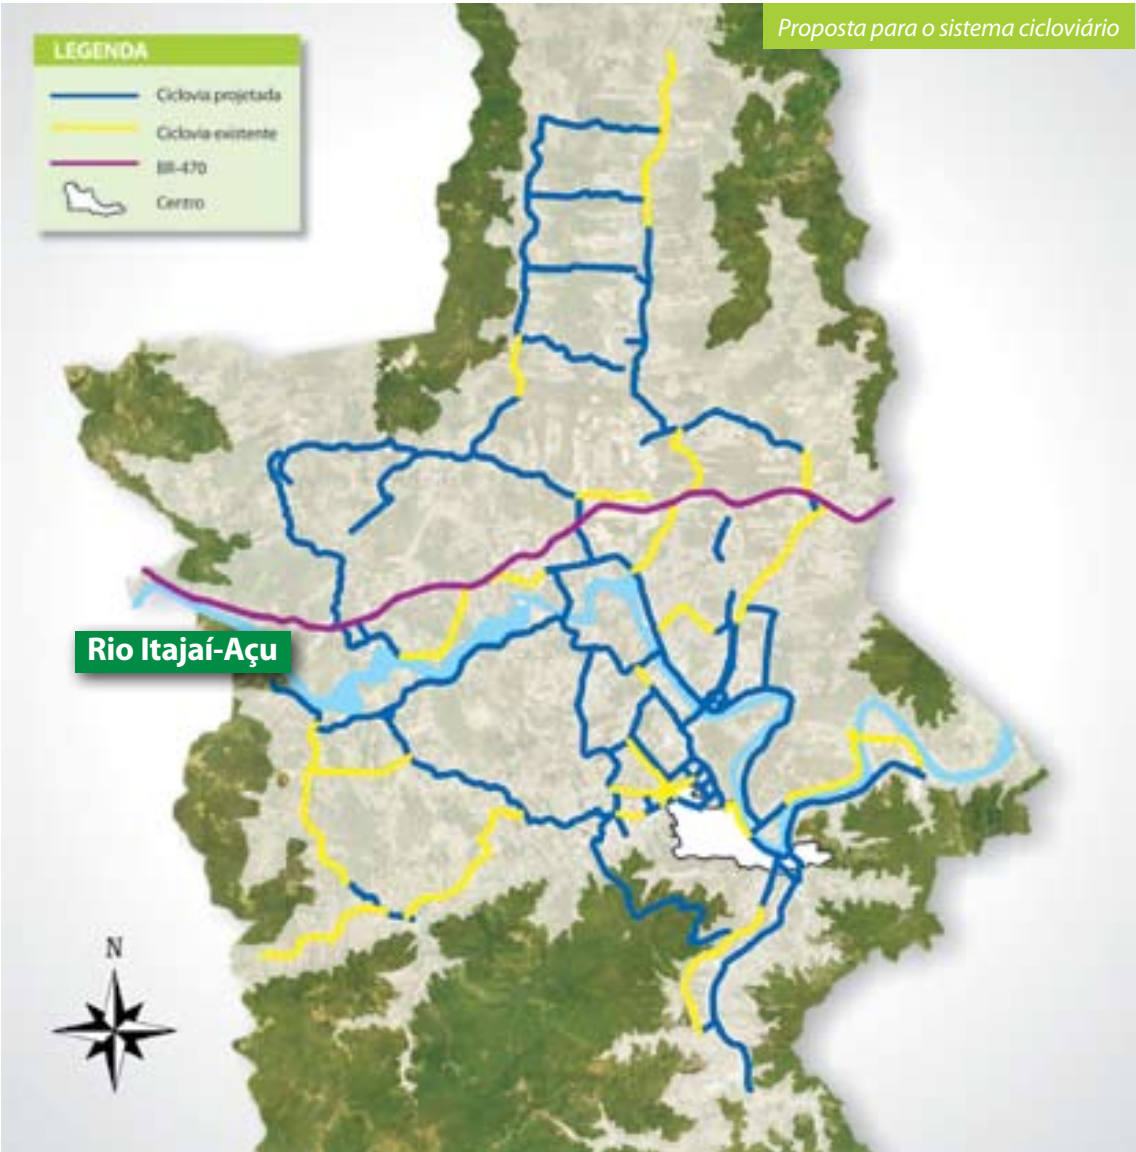 Proposta para o sistema cicloviário
LEGENDA
Ciclovia projetada
Ciclovia existente
BR-470
Centro
Rio Itajaí-Açu
N